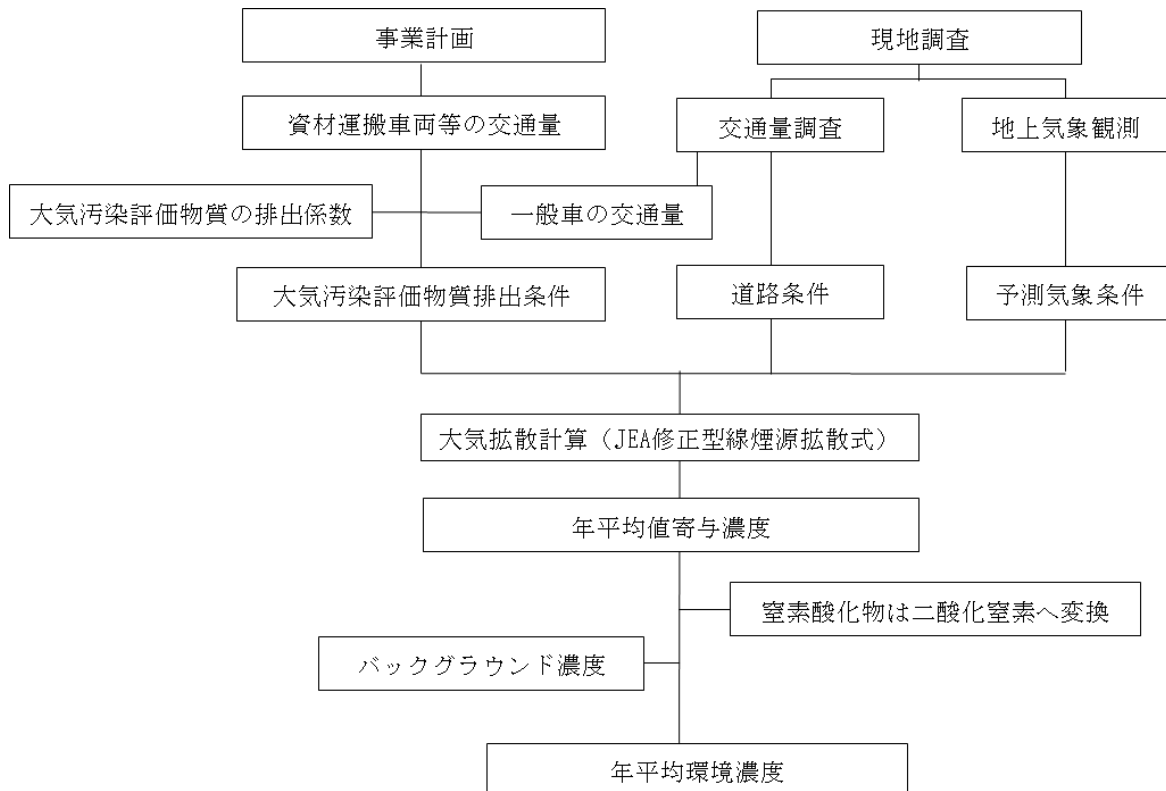 事業計画
現地調査
資材運搬車両等の交通量
交通量調査
地上気象観測
大気汚染評価物質の排出係数
一般車の交通量
大気汚染評価物質排出条件
道路条件
予測気象条件
大気拡散計算（JEA修正型線煙源拡散式）
年平均値寄与濃度
窒素酸化物は二酸化窒素へ変換
バックグラウンド濃度
年平均環境濃度